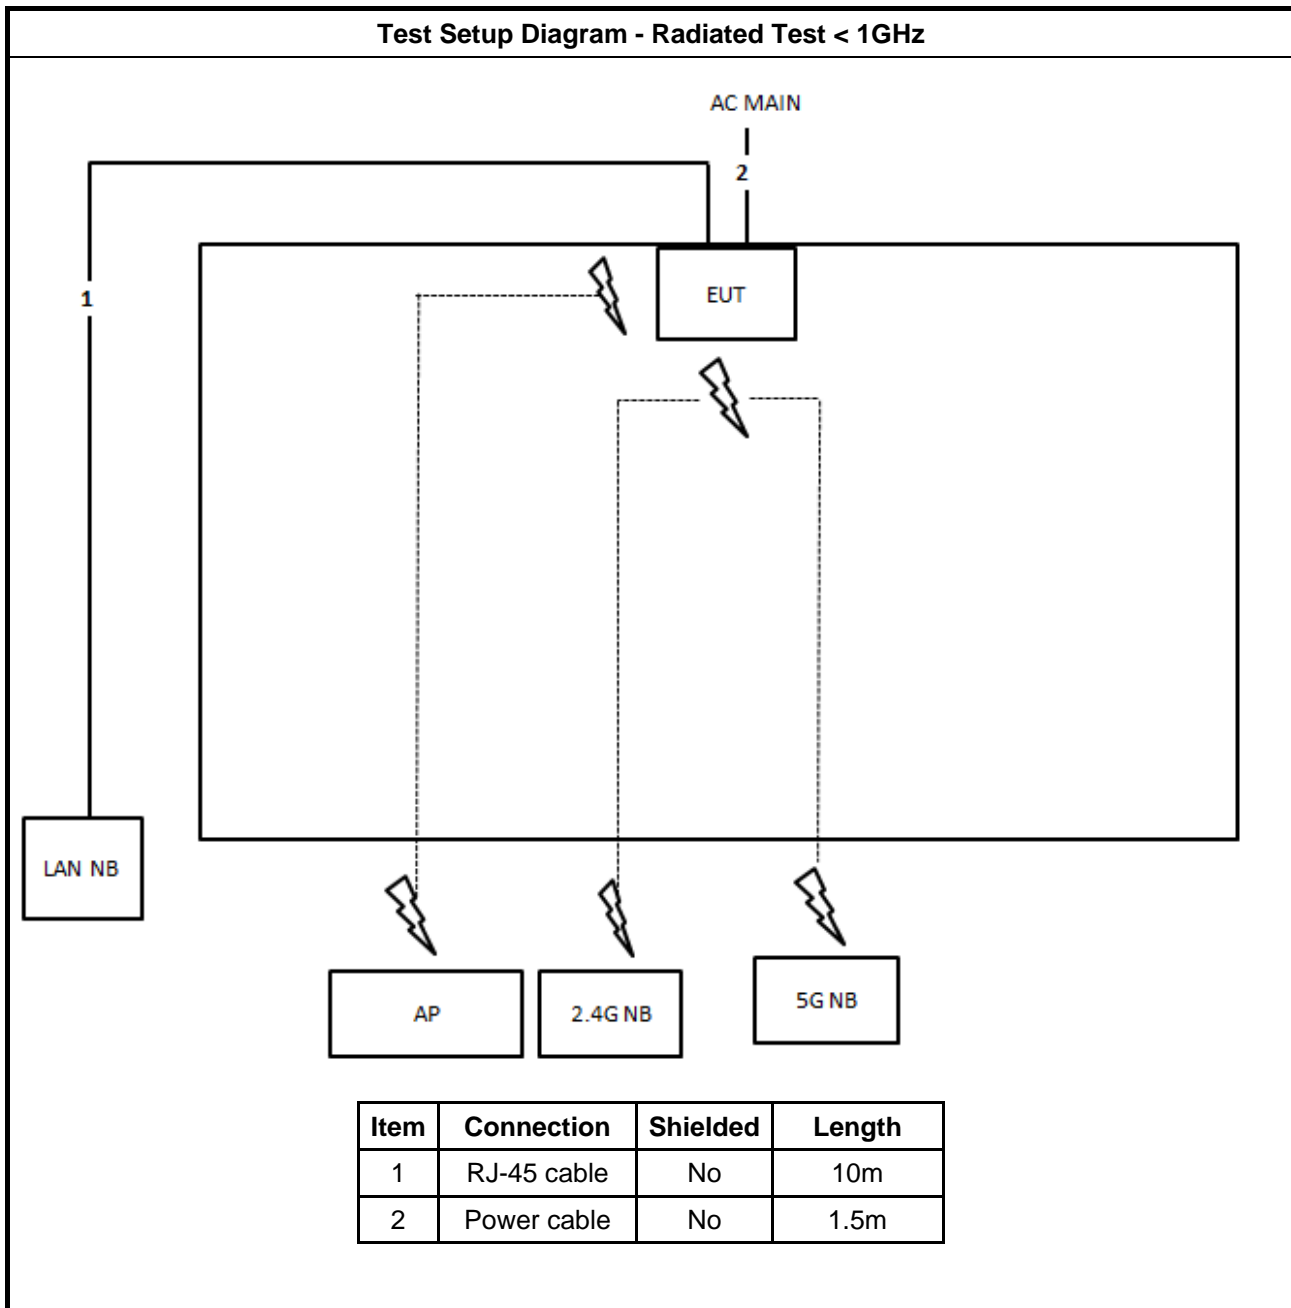 Test Setup Diagram - Radiated Test < 1GHz
AC MAIN
2
1
EUT
LAN NB
AP
2.4G NB
5G NB
Item Connection Shielded Length
1 RJ-45 cable No 10m
2 Power cable No 1.5m